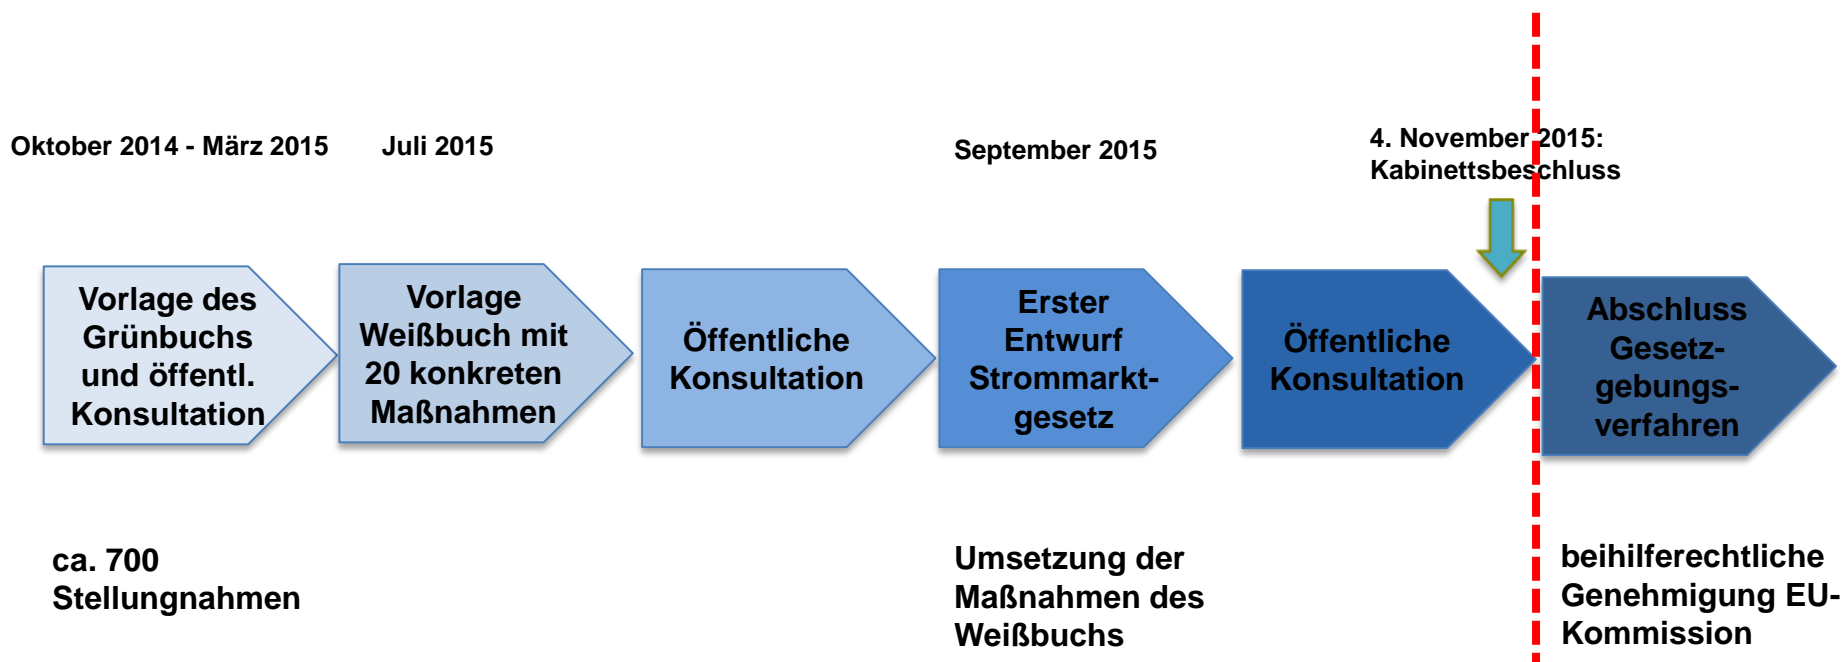 Oktober 2014 - März 2015
Juli 2015
September 2015
4. November 2015:
Kabinettsbeschluss
Vorlage des
Grünbuchs
und öffentl.
Konsultation
Vorlage
Weißbuch mit
20 konkreten
Maßnahmen
Öffentliche
Konsultation
Erster
Entwurf
Strommarkt-
gesetz
Öffentliche
Konsultation
Abschluss
Gesetz-
gebungs-
verfahren
ca. 700
Stellungnahmen
Umsetzung der
Maßnahmen des
Weißbuchs
beihilferechtliche
Genehmigung EU-
Kommission